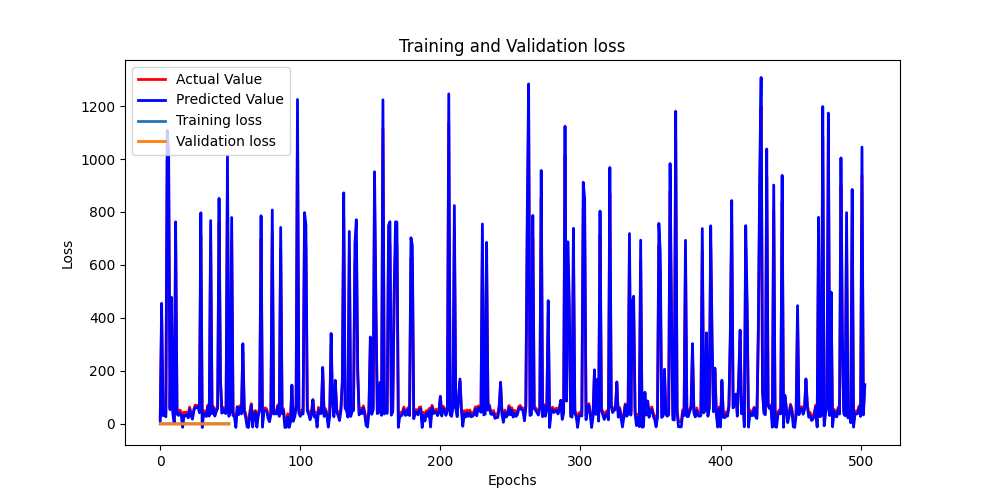 Training and Validation loss
Actual Value
Predicted Value
Training loss
Validation loss
1200
1000
800
600
400
200
0
Loss
0 100 200 300 400 500
Epochs